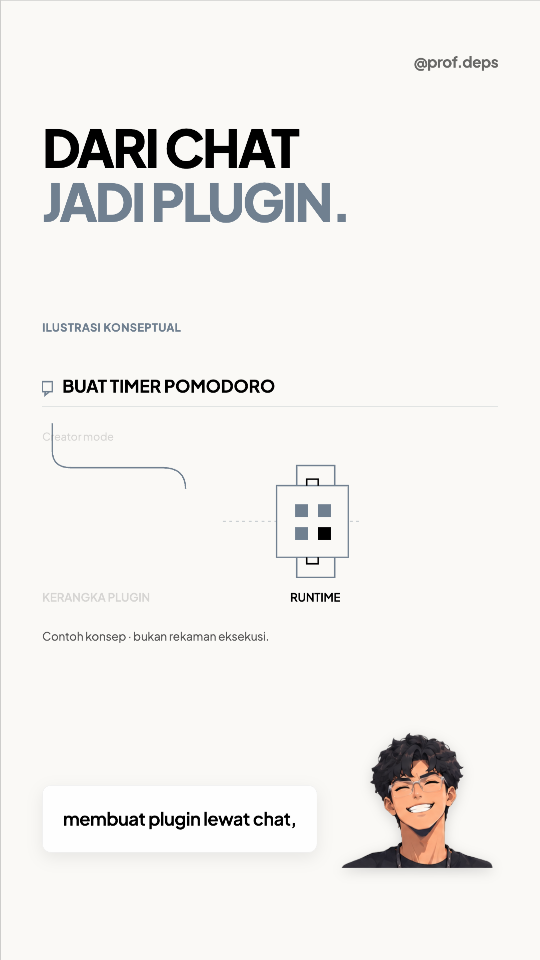 @prof.deps
DARI CHAT
JADI PLUGIN.
ILUSTRASI KONSEPTUAL
BUAT TIMER POMODORO
Creator mode
KERANGKA PLUGIN
RUNTIME
Contoh konsep · bukan rekaman eksekusi.
membuat plugin lewat chat,